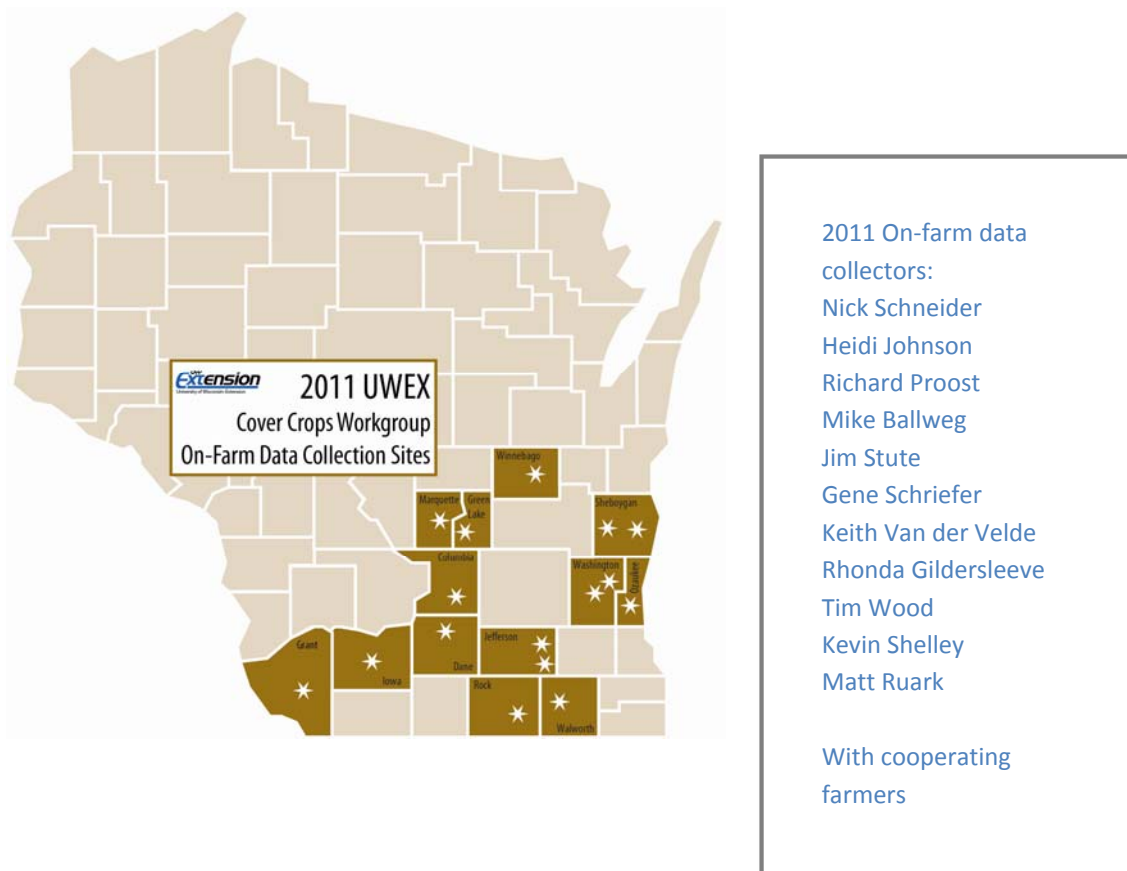 UW
Extension
University of Wisconsin-Extension
2011 UWEX
Cover Crops Workgroup
On-Farm Data Collection Sites
Winnebago
Marquette
Green
Lake
Sheboygan
Columbia
Washington
Ozaukee
Grant
Iowa
Dane
Jefferson
Rock
Walworth
2011 On-farm data
collectors:
Nick Schneider
Heidi Johnson
Richard Proost
Mike Ballweg
Jim Stute
Gene Schriefer
Keith Van der Velde
Rhonda Gildersleeve
Tim Wood
Kevin Shelley
Matt Ruark
With cooperating
farmers